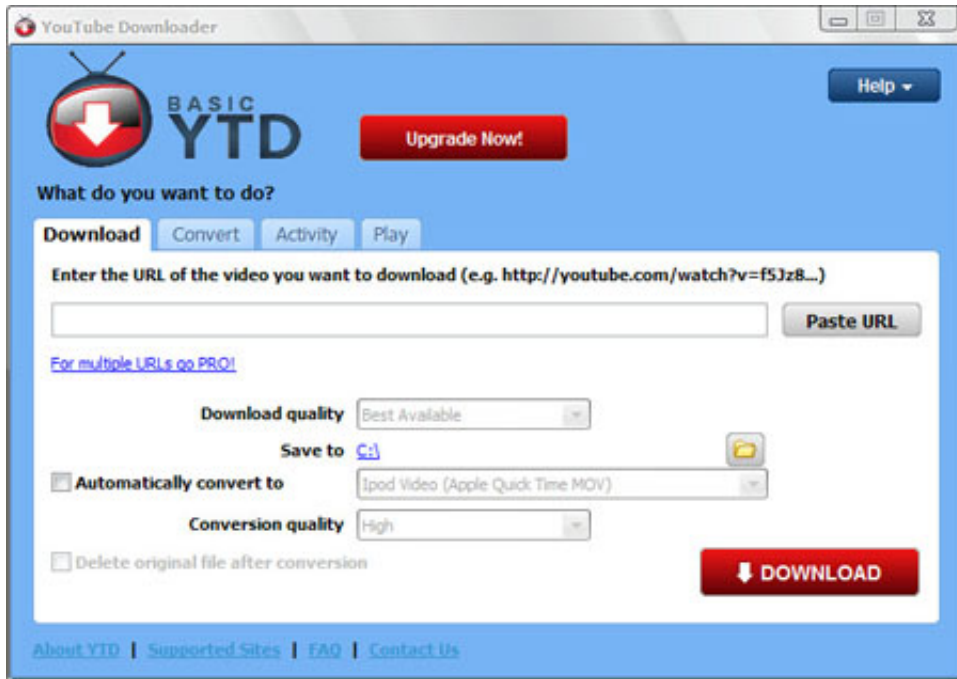 YouTube Downloader
Help
BASIC
YTD
Upgrade Now!
What do you want to do?
Download Convert Activity Play
Enter the URL of the video you want to download (e.g. http://youtube.com/watch?v=f5Jz8...)
Paste URL
For multiple URLs go PRO!
Download quality Best Available
Save to C:\
Automatically convert to Ipod Video (Apple Quick Time MOV)
Conversion quality High
Delete original file after conversion
DOWNLOAD
About YTD | Supported Sites | FAQ | Contact Us